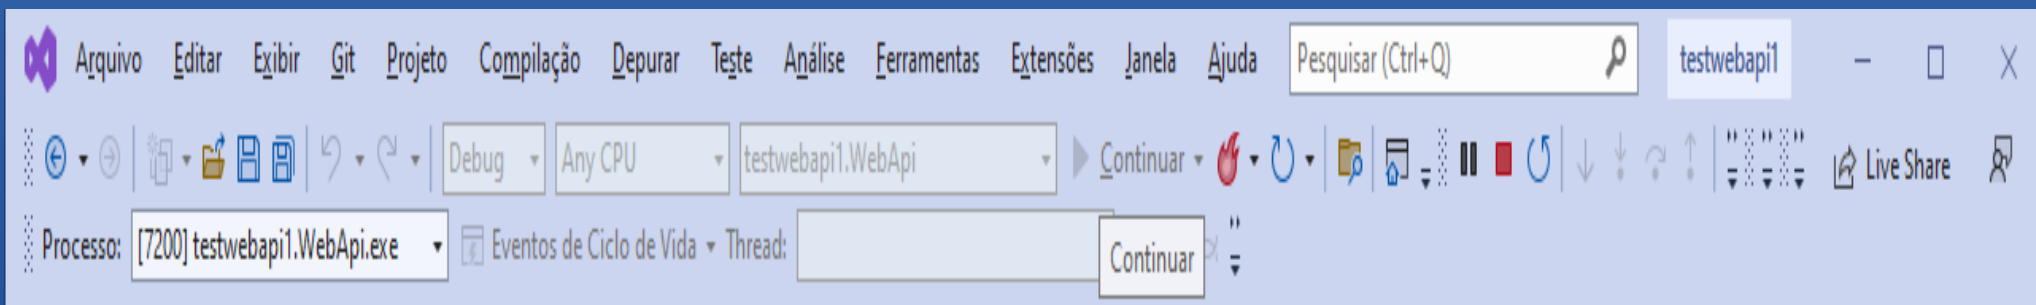 Arquivo Editar Exibir Git Projeto Compilação Depurar Teste Análise Ferramentas Extensões Janela Ajuda Pesquisar (Ctrl+Q) testwebapi1
Debug Any CPU testwebapi1.WebApi Continuar Live Share
Processo: [7200] testwebapi1.WebApi.exe Eventos de Ciclo de Vida Thread: Continuar